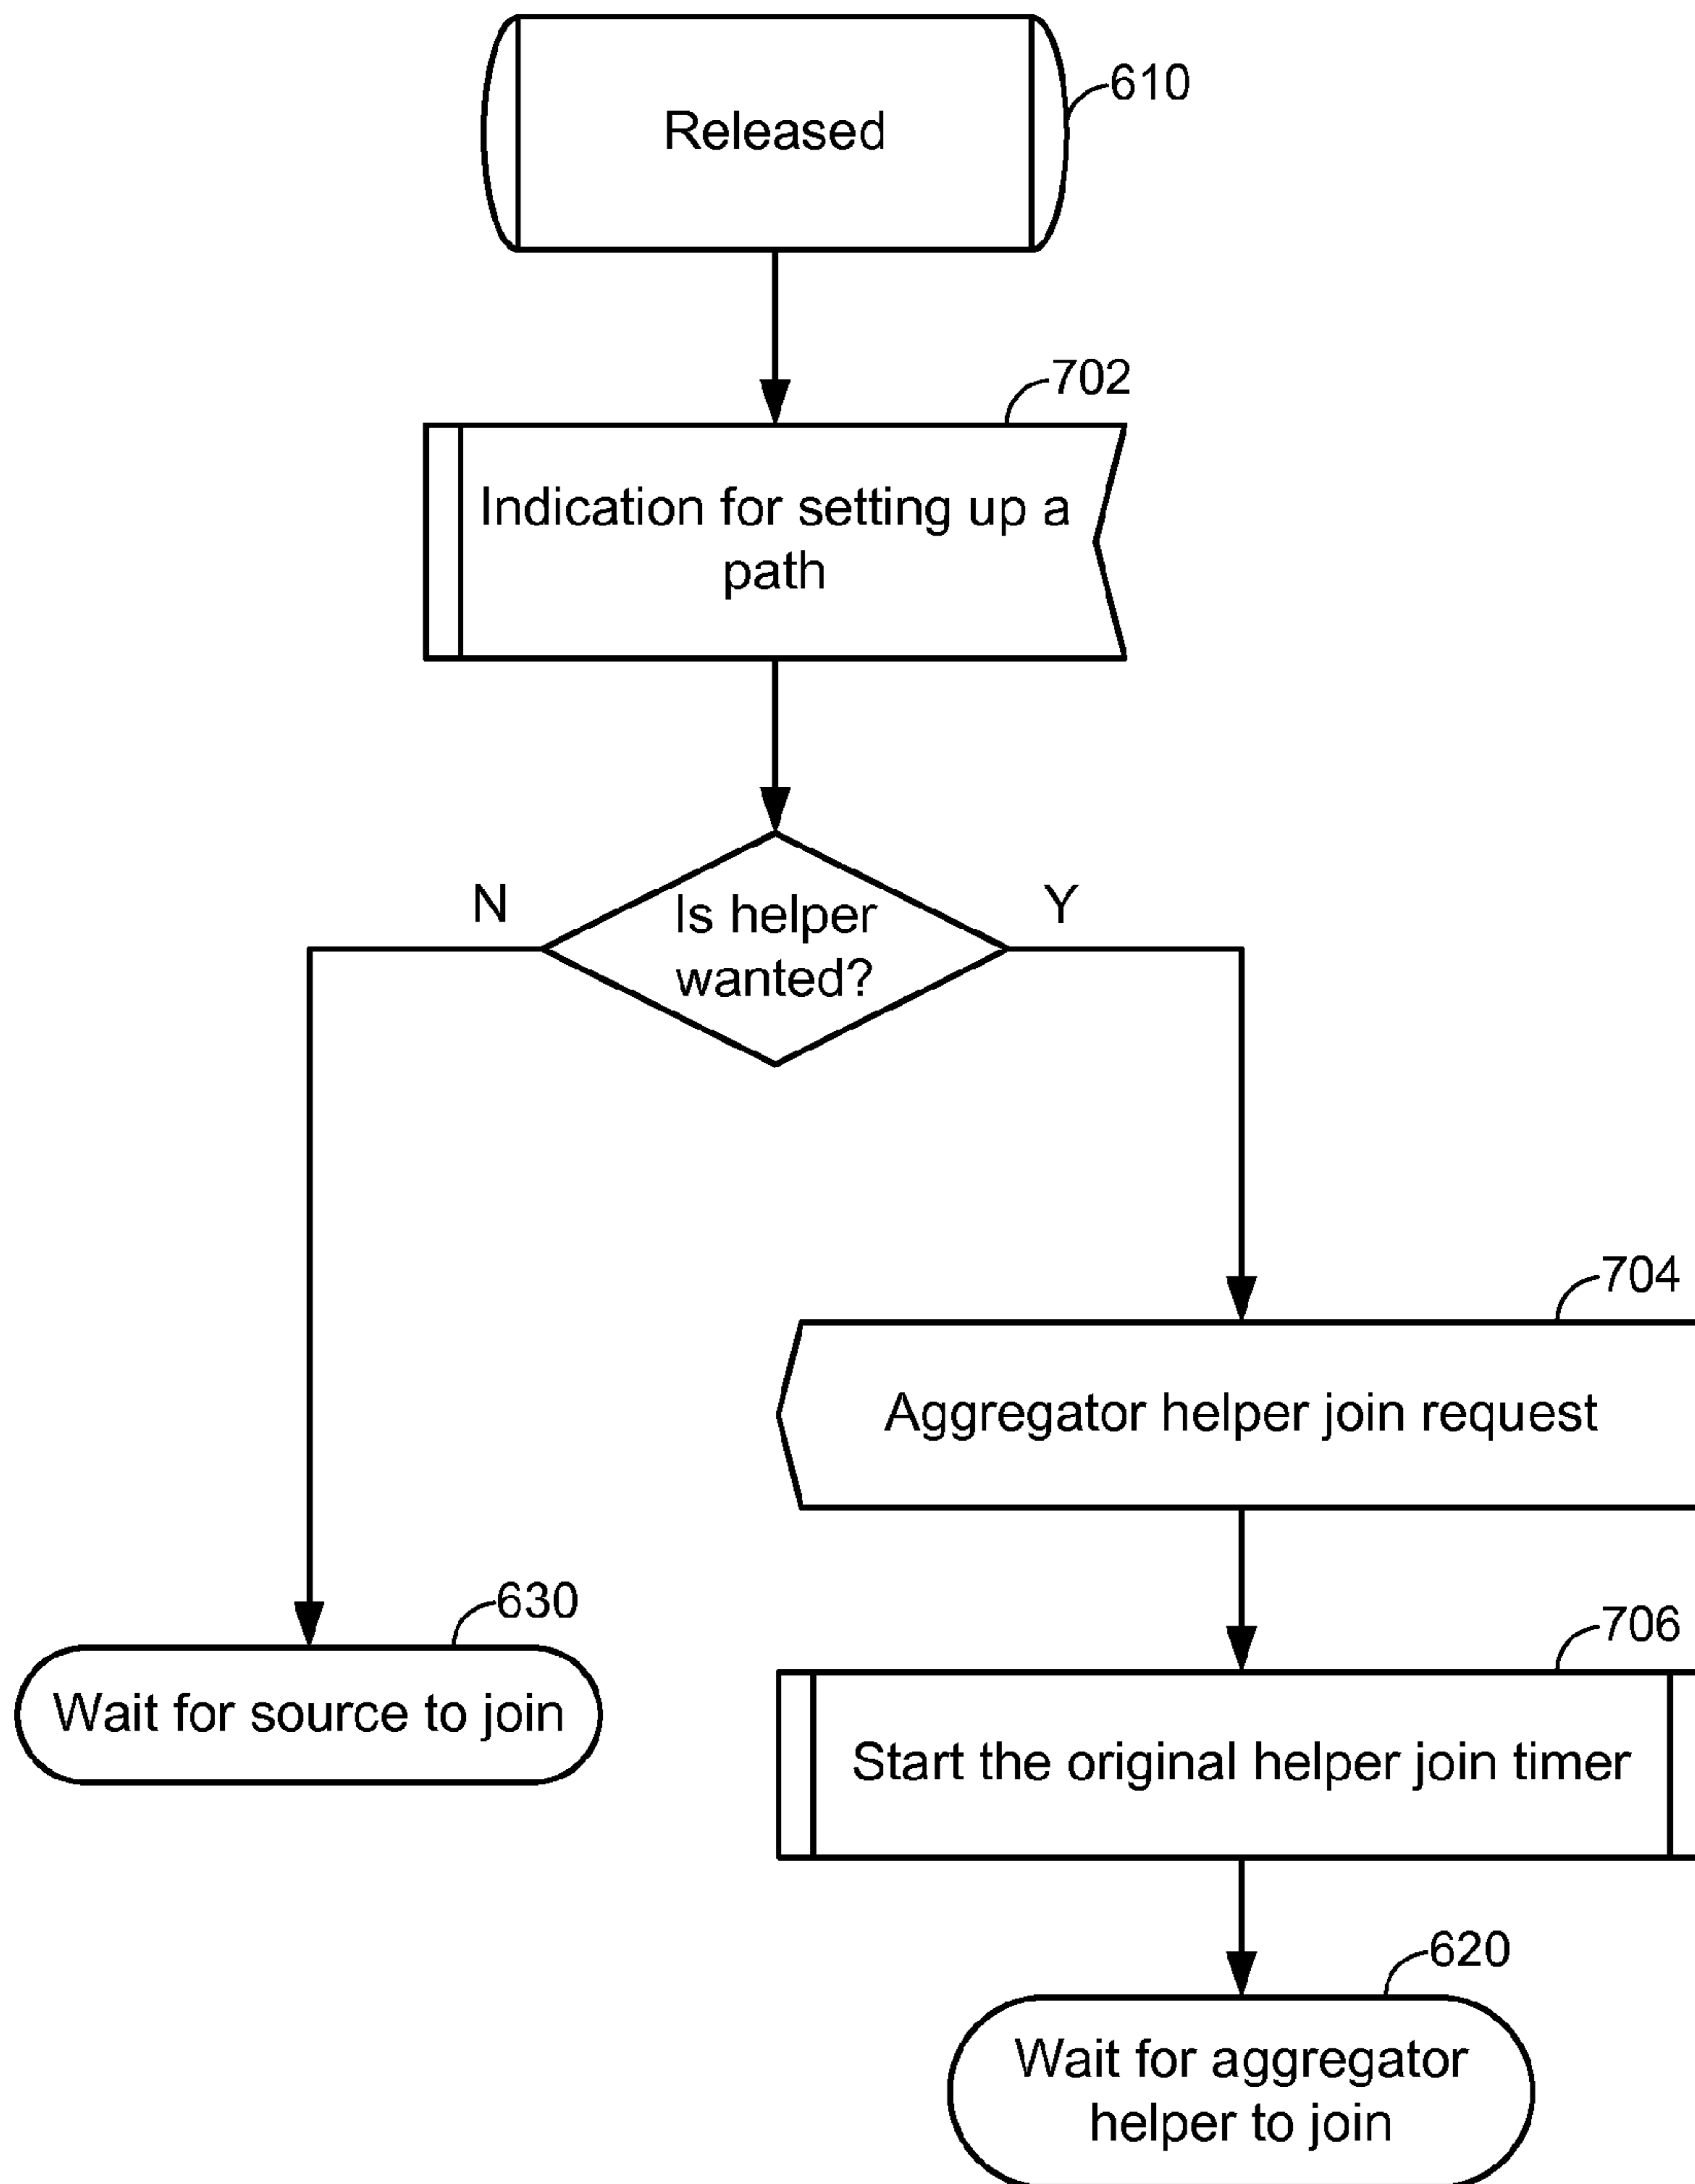 Released
610
702
Indication for setting up a
path
N
Y
Is helper
wanted?
704
Aggregator helper join request
630
Wait for source to join
706
Start the original helper join timer
620
Wait for aggregator
helper to join